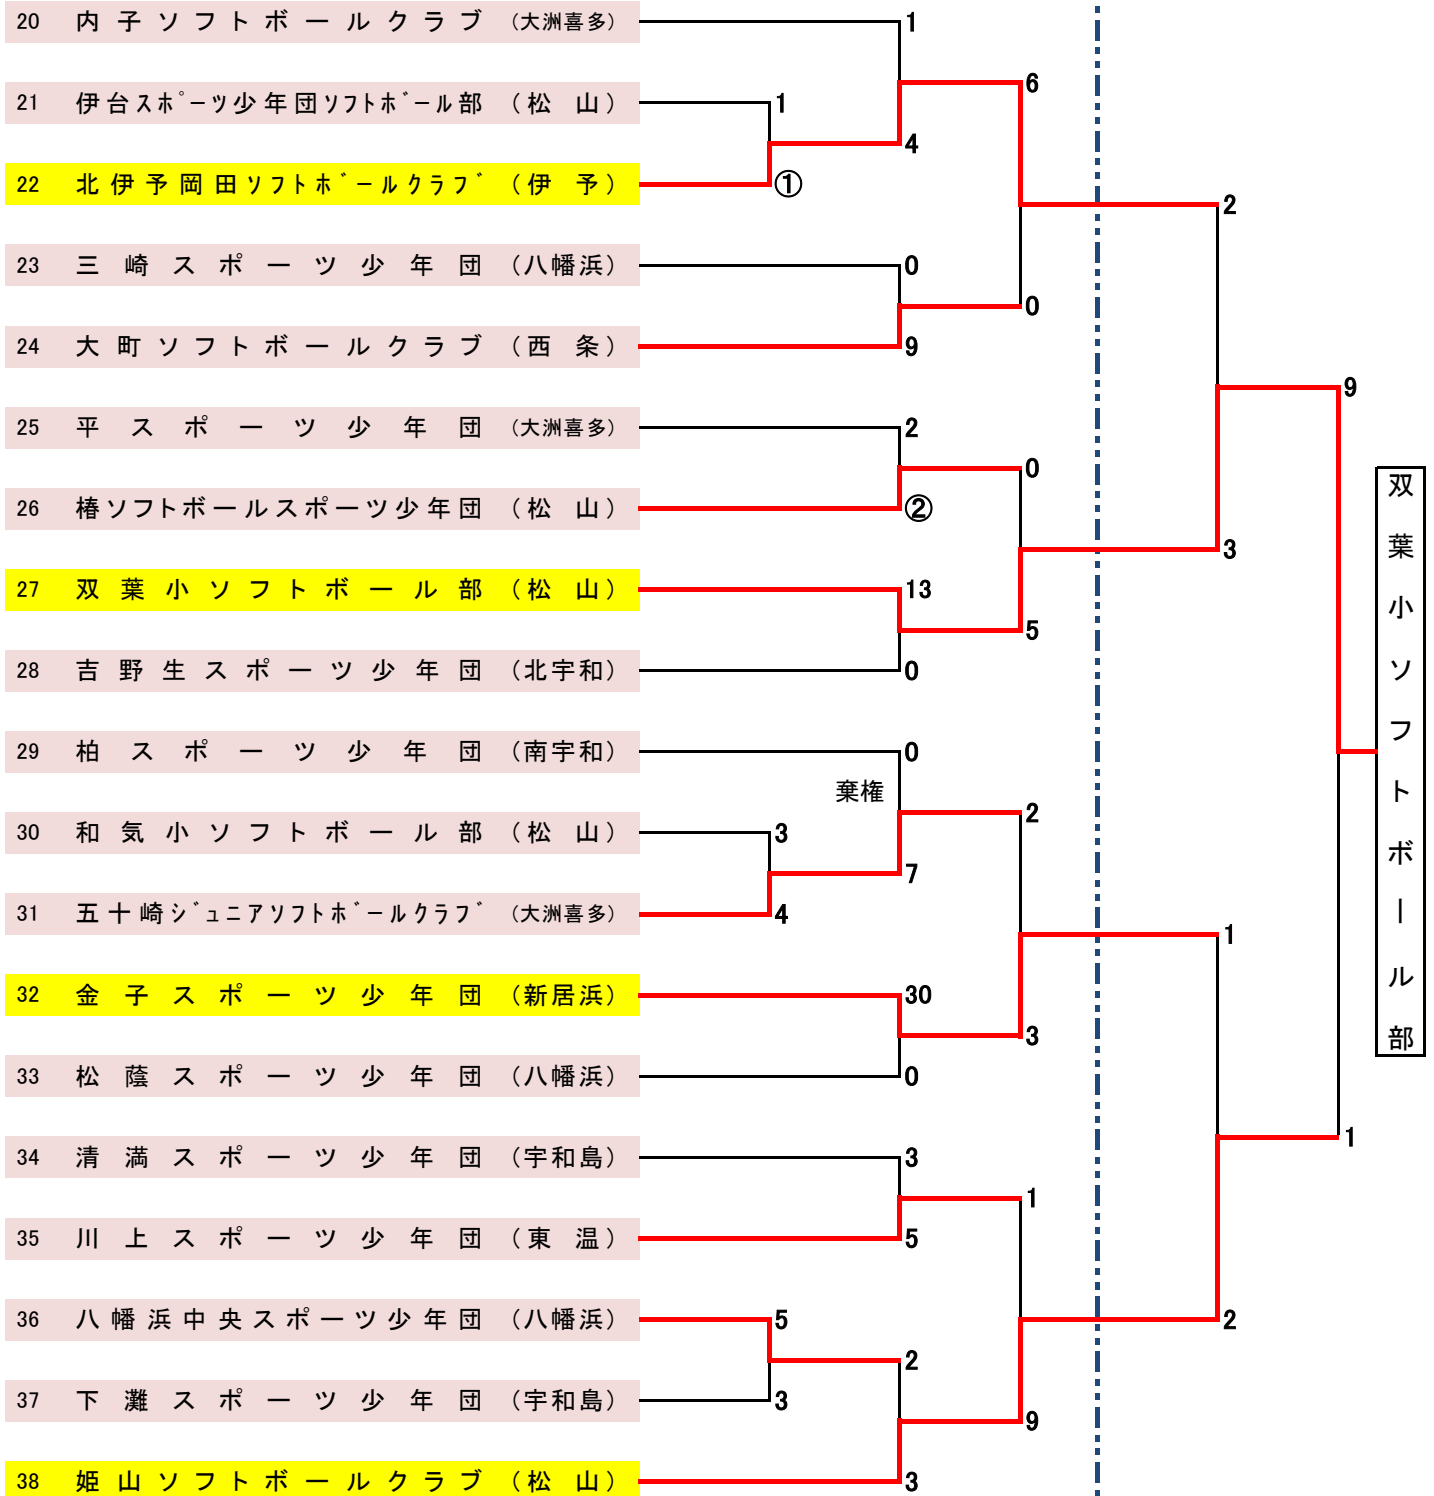 20 内子ソフトボールクラブ (大洲喜多) 1
6
21 伊台ｽﾎﾟｰﾂ少年団ｿﾌﾄﾎﾞｰﾙ部 (松 山) 1
4
22 北伊予岡田ｿﾌﾄﾎﾞｰﾙｸﾗﾌﾞ (伊 予) ①
2
23 三崎スポーツ少年団 (八幡浜) 0
0
24 大町ソフトボールクラブ (西 条) 9
9
25 平スポーツ少年団 (大洲喜多) 2
0
26 椿ソフトボールスポーツ少年団 (松 山) ②
3
27 双葉小ソフトボール部 (松 山) 13
5
28 吉野生スポーツ少年団 (北宇和) 0
29 柏スポーツ少年団 (南宇和) 0
棄権
2
30 和気小ソフトボール部 (松 山) 3
7
31 五十崎ｼﾞｭﾆｱｿﾌﾄﾎﾞｰﾙｸﾗﾌﾞ (大洲喜多) 4
1
32 金子スポーツ少年団 (新居浜) 30
3
33 松蔭スポーツ少年団 (八幡浜) 0
1
34 清満スポーツ少年団 (宇和島) 3
1
35 川上スポーツ少年団 (東 温) 5
36 八幡浜中央スポーツ少年団 (八幡浜) 5
2
2
37 下灘スポーツ少年団 (宇和島) 3
9
38 姫山ソフトボールクラブ (松 山) 3
双葉小ソフトボール部